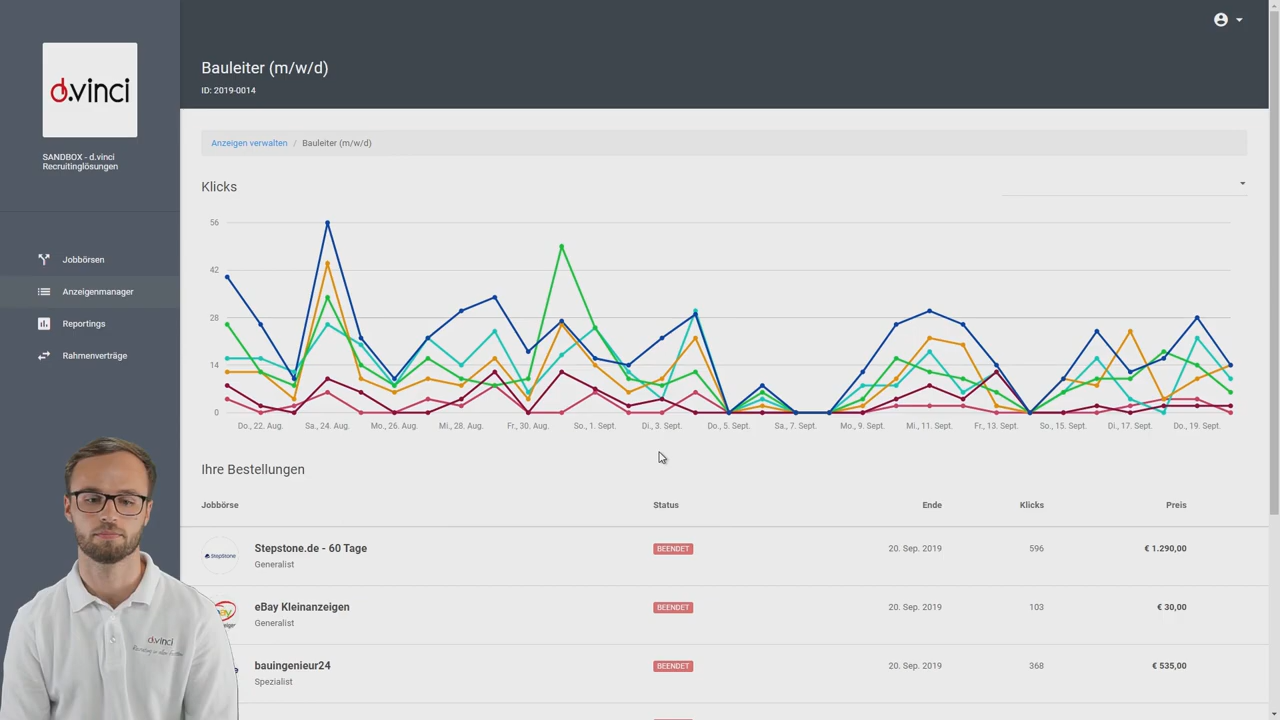 d.vinci
SANDBOX - d.vinci
Recruitinglösungen
Jobbörsen
Anzeigenmanager
Reportings
Rahmenverträge
Bauleiter (m/w/d)
ID: 2019-0014
Anzeigen verwalten / Bauleiter (m/w/d)
Klicks
56
42
28
14
0
Do., 22. Aug. Sa., 24. Aug. Mo., 26. Aug. Mi., 28. Aug. Fr., 30. Aug. So., 1. Sept. Di., 3. Sept. Do., 5. Sept. Sa., 7. Sept. Mo., 9. Sept. Mi., 11. Sept. Fr., 13. Sept. So., 15. Sept. Di., 17. Sept. Do., 19. Sept.
Ihre Bestellungen
Jobbörse Status Ende Klicks Preis
StepStone
Stepstone.de - 60 Tage BEENDET 20. Sep. 2019 596 € 1.290,00
Generalist
eBay Kleinanzeigen BEENDET 20. Sep. 2019 103 € 30,00
Generalist
bauingenieur24 BEENDET 20. Sep. 2019 368 € 535,00
Spezialist
d.vinci